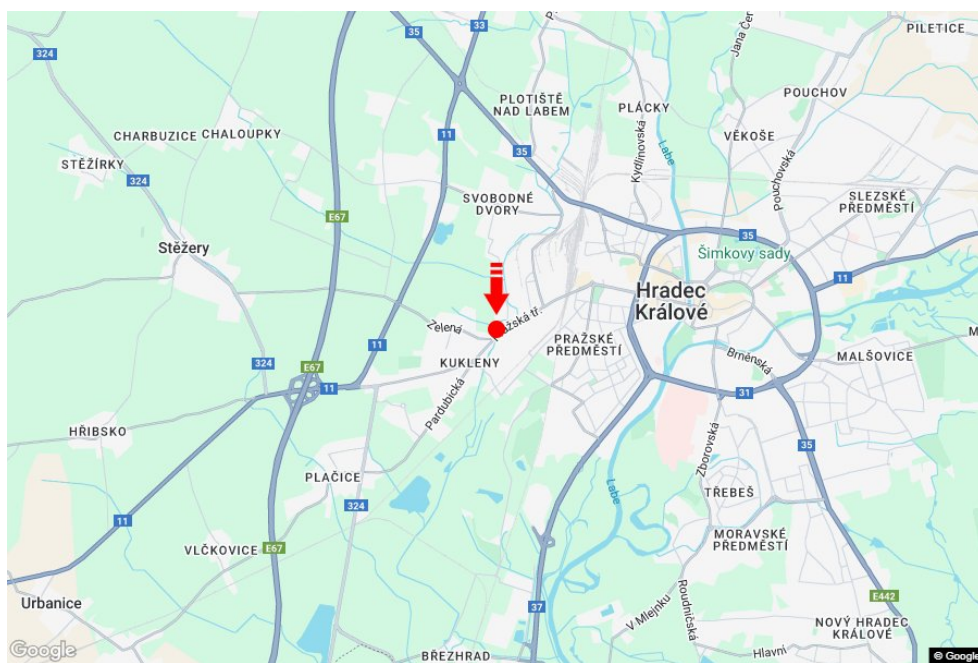 324
11
35
33
PILETICE
Jana Čer
PLOTIŠTĚ
NAD LABEM
PLÁCKY
POUCHOV
CHARBUZICE
CHALOUPKY
11
VĚKOŠE
Labe
Kydlinovská
Pouchovská
STĚŽÍRKY
324
35
SVOBODNÉ
DVORY
SLEZSKÉ
PŘEDMĚSTÍ
E67
35
Stěžery
Šimkovy sady
11
Hradec
Králové
Zelená
Pražská tř.
PRAŽSKÉ
PŘEDMĚSTÍ
11
324
E67
KUKLENY
Brněnská
MALŠOVICE
11
31
Pardubická
HŘIBSKO
Zborovská
35
PLAČICE
324
Labe
TŘEBEŠ
11
MORAVSKÉ
PŘEDMĚSTÍ
VLČKOVICE
E67
Urbanice
37
V Mlejnku
Roudničská
E442
NOVÝ HRADEC
KRÁLOVÉ
Google
BŘEZHRAD
Hlavní
© Google